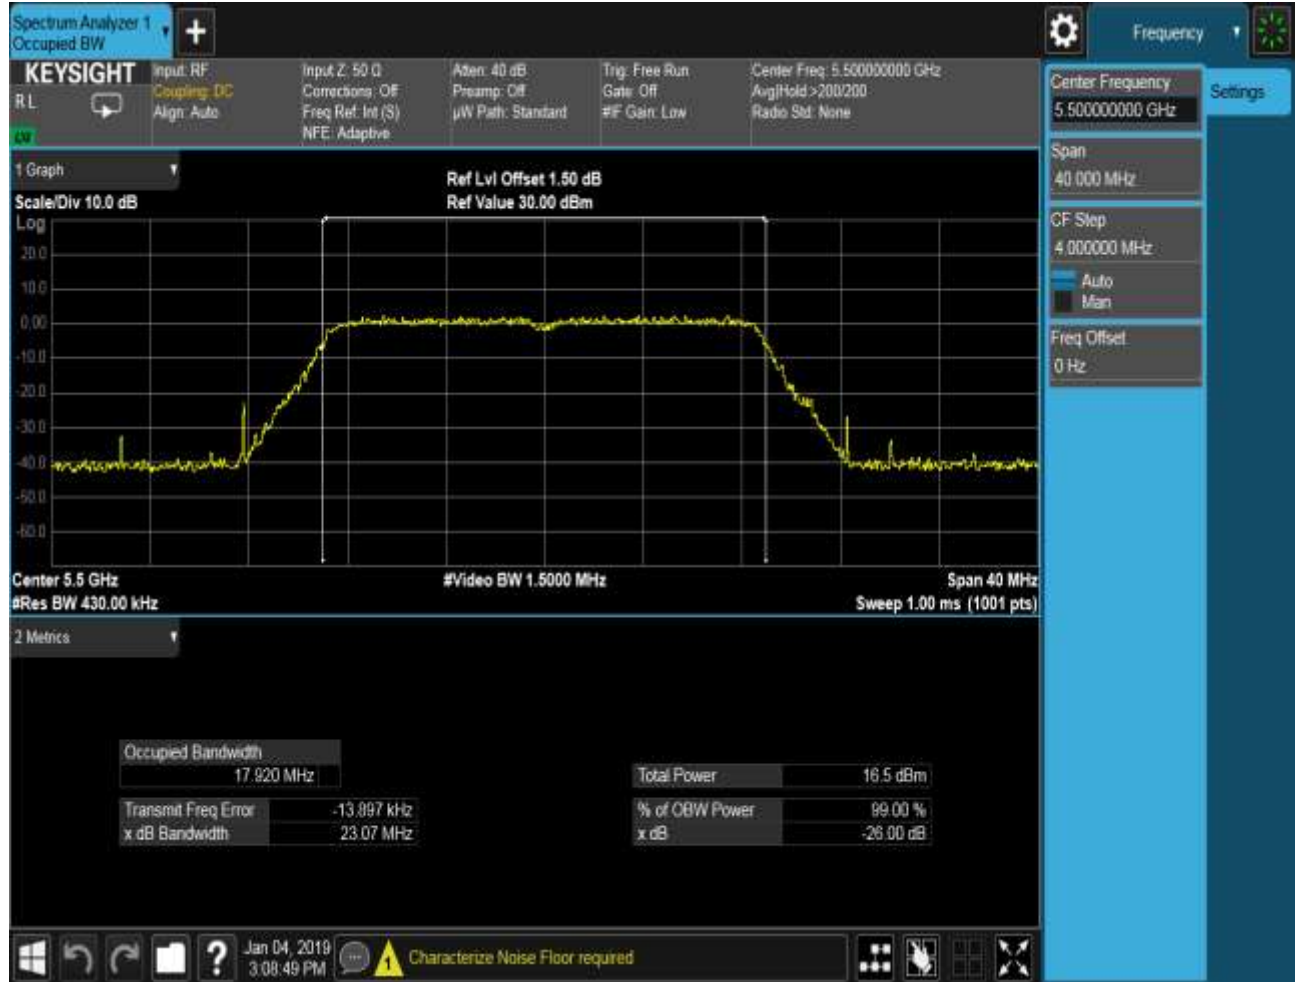 Spectrum Analyzer 1
Occupied BW
Frequency
KEYSIGHT
R L
Input: RF
Coupling: DC
Align: Auto
Input Z: 50 Ω
Corrections: Off
Freq Ref: Int (S)
NFE: Adaptive
Atten: 40 dB
Preamp: Off
µW Path: Standard
Trig: Free Run
Gate: Off
#IF Gain: Low
Center Freq: 5.500000000 GHz
Avg|Hold:>200/200
Radio Std: None
Center Frequency
5.500000000 GHz
Settings
Span
40.000 MHz
CF Step
4.000000 MHz
Auto
Man
Freq Offset
0 Hz
1 Graph
Scale/Div 10.0 dB
Ref Lvl Offset 1.50 dB
Ref Value 30.00 dBm
Log
20.0
10.0
0.00
-10.0
-20.0
-30.0
-40.0
-50.0
-60.0
Center 5.5 GHz
#Video BW 1.5000 MHz
Span 40 MHz
#Res BW 430.00 kHz
Sweep 1.00 ms (1001 pts)
2 Metrics
Occupied Bandwidth
17.920 MHz
Total Power 16.5 dBm
Transmit Freq Error -13.897 kHz
% of OBW Power 99.00 %
x dB Bandwidth 23.07 MHz
x dB -26.00 dB
Jan 04, 2019
3:08:49 PM
1
Characterize Noise Floor required